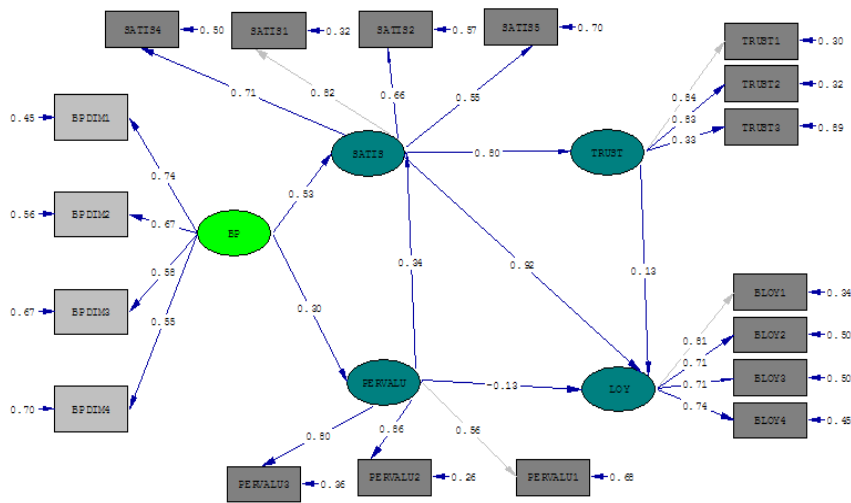 SATIS4 0.50
SATIS1 0.32
SATIS2 0.57
SATIS5 0.70
TRUST1 0.30
TRUST2 0.32
TRUST3 0.89
0.71
0.82
0.66
0.55
0.84
0.83
0.33
0.45 BPDIM1
0.56 BPDIM2
0.67 BPDIM3
0.70 BPDIM4
0.74
0.67
0.58
0.55
BP
SATIS
TRUST
0.53
0.80
0.30
0.34
0.92
0.13
PERVALU
-0.13
LOY
BLOY1 0.34
BLOY2 0.50
BLOY3 0.50
BLOY4 0.45
0.81
0.71
0.71
0.74
0.80
0.86
0.56
PERVALU3 0.36
PERVALU2 0.26
PERVALU1 0.68